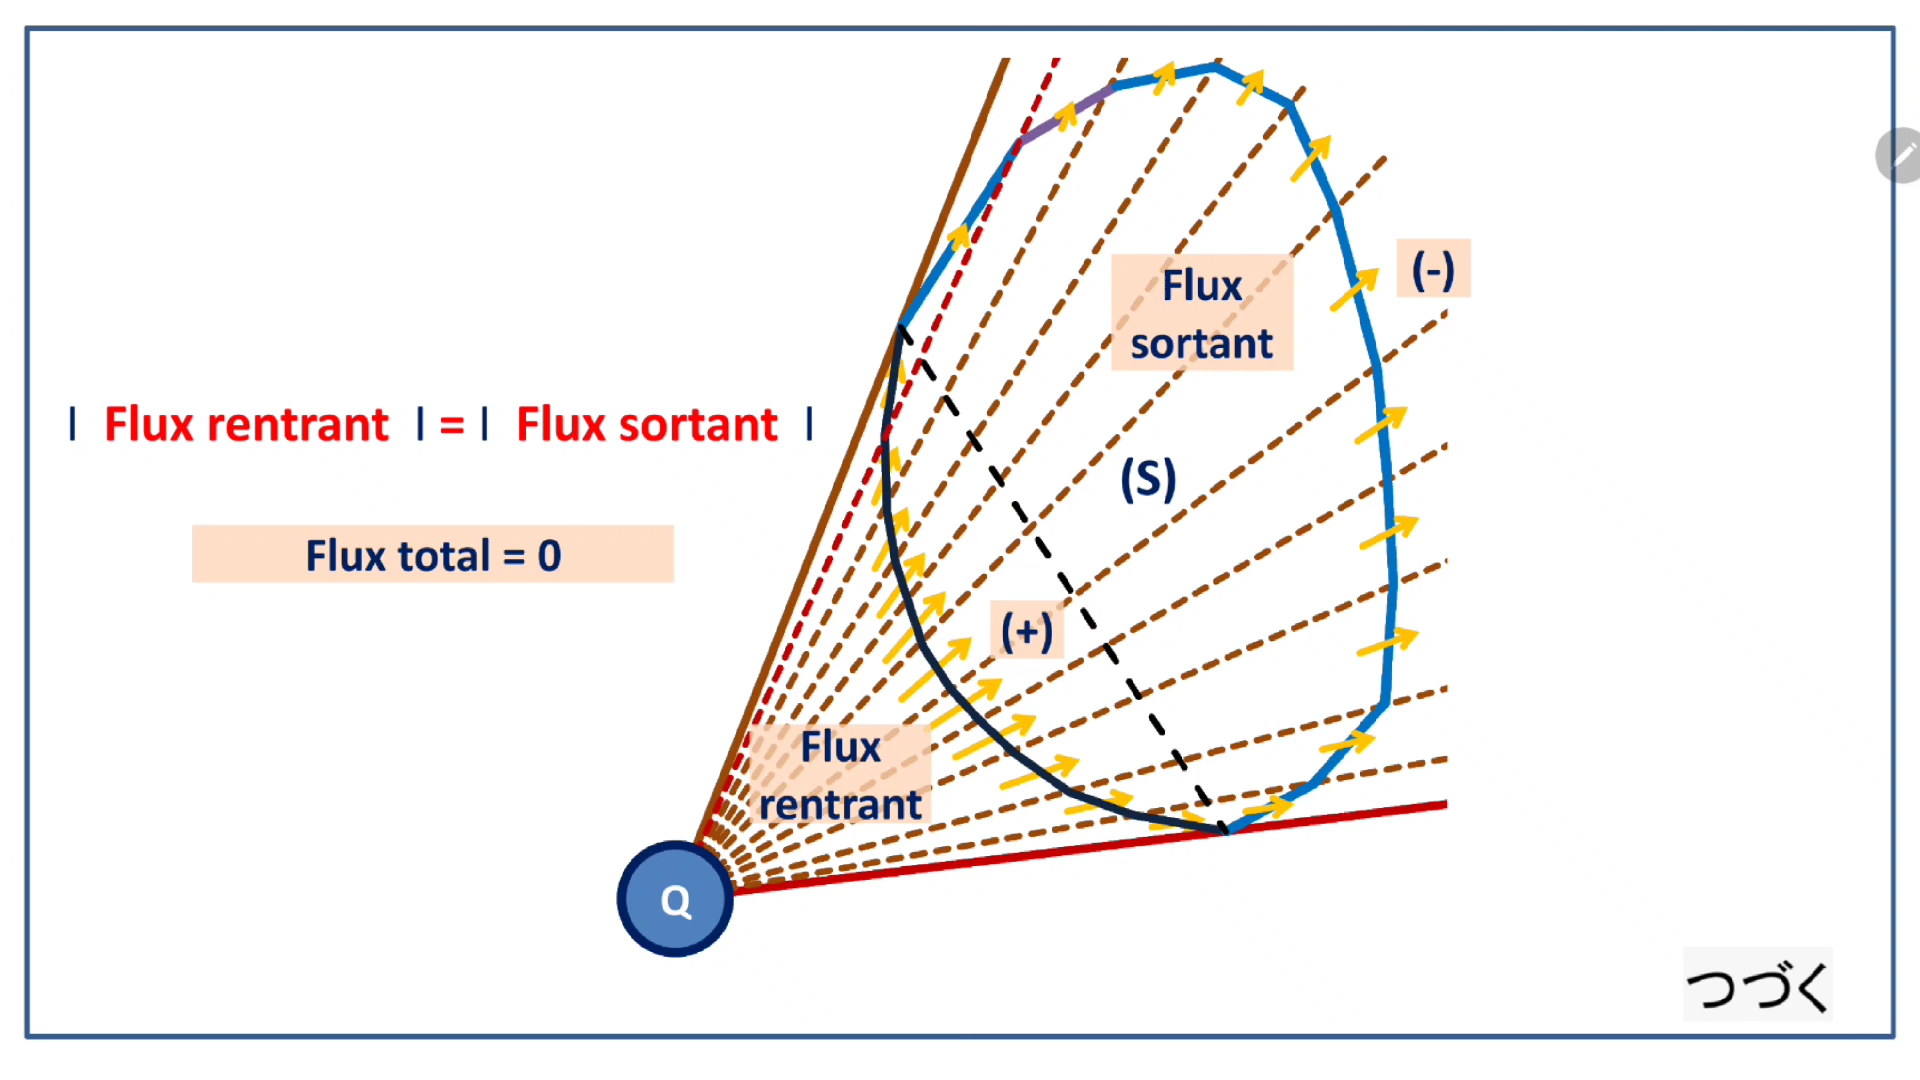 Flux
sortant
(-)
| Flux rentrant | = | Flux sortant |
(S)
Flux total = 0
(+)
Flux
rentrant
Q
つづく